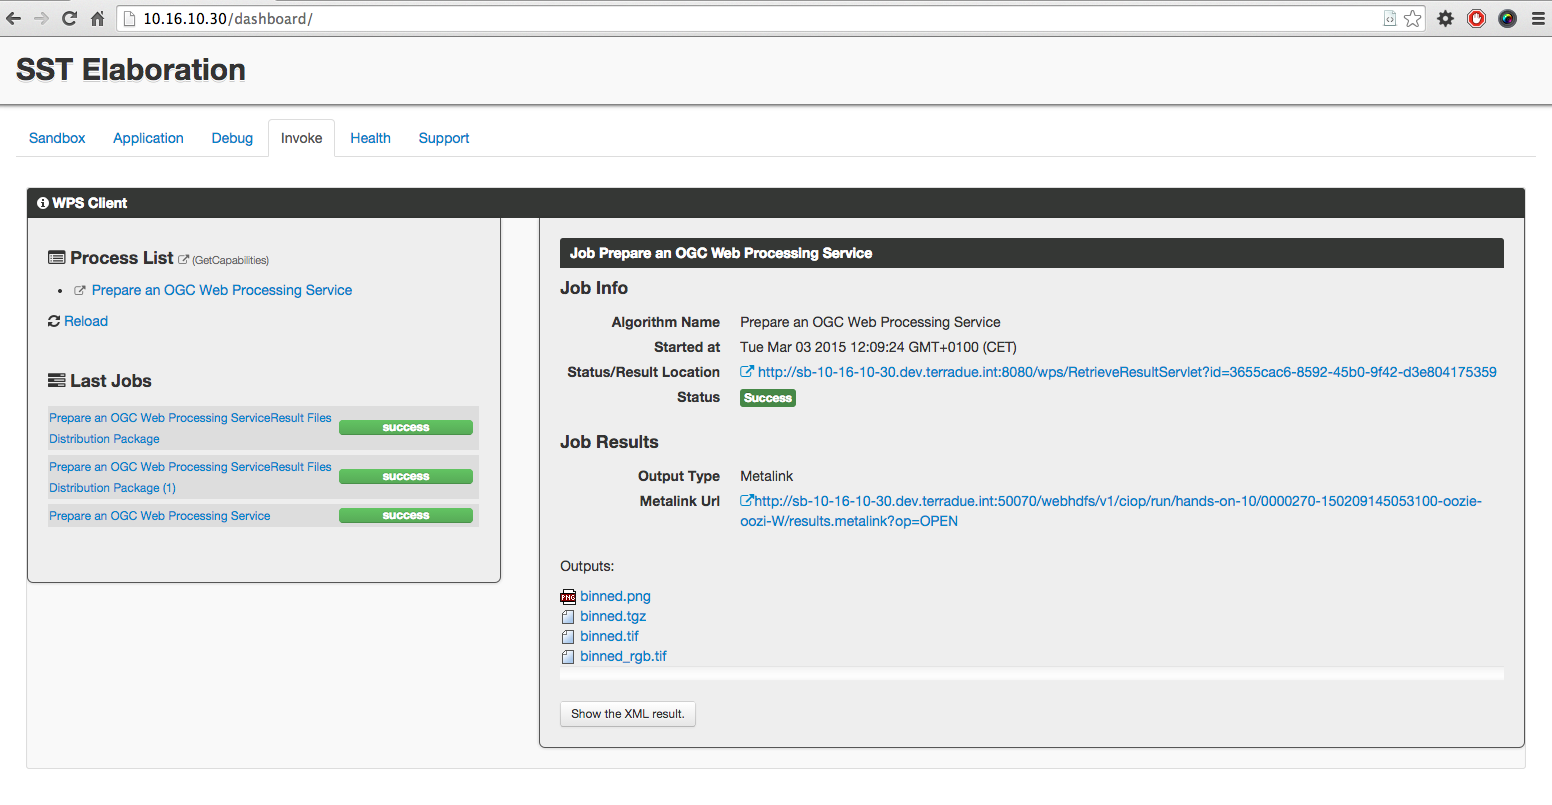 10.16.10.30/dashboard/
SST Elaboration
Sandbox Application Debug Invoke Health Support
WPS Client
Process List (GetCapabilities)
Prepare an OGC Web Processing Service
Reload
Last Jobs
Prepare an OGC Web Processing ServiceResult Files
Distribution Package
success
Prepare an OGC Web Processing ServiceResult Files
Distribution Package (1)
success
Prepare an OGC Web Processing Service
success
Job Prepare an OGC Web Processing Service
Job Info
Algorithm Name Prepare an OGC Web Processing Service
Started at Tue Mar 03 2015 12:09:24 GMT+0100 (CET)
Status/Result Location http://sb-10-16-10-30.dev.terradue.int:8080/wps/RetrieveResultServlet?id=3655cac6-8592-45b0-9f42-d3e804175359
Status Success
Job Results
Output Type Metalink
Metalink Url http://sb-10-16-10-30.dev.terradue.int:50070/webhdfs/v1/ciop/run/hands-on-10/0000270-150209145053100-oozie-
oozi-W/results.metalink?op=OPEN
Outputs:
PNG binned.png
binned.tgz
binned.tif
binned_rgb.tif
Show the XML result.